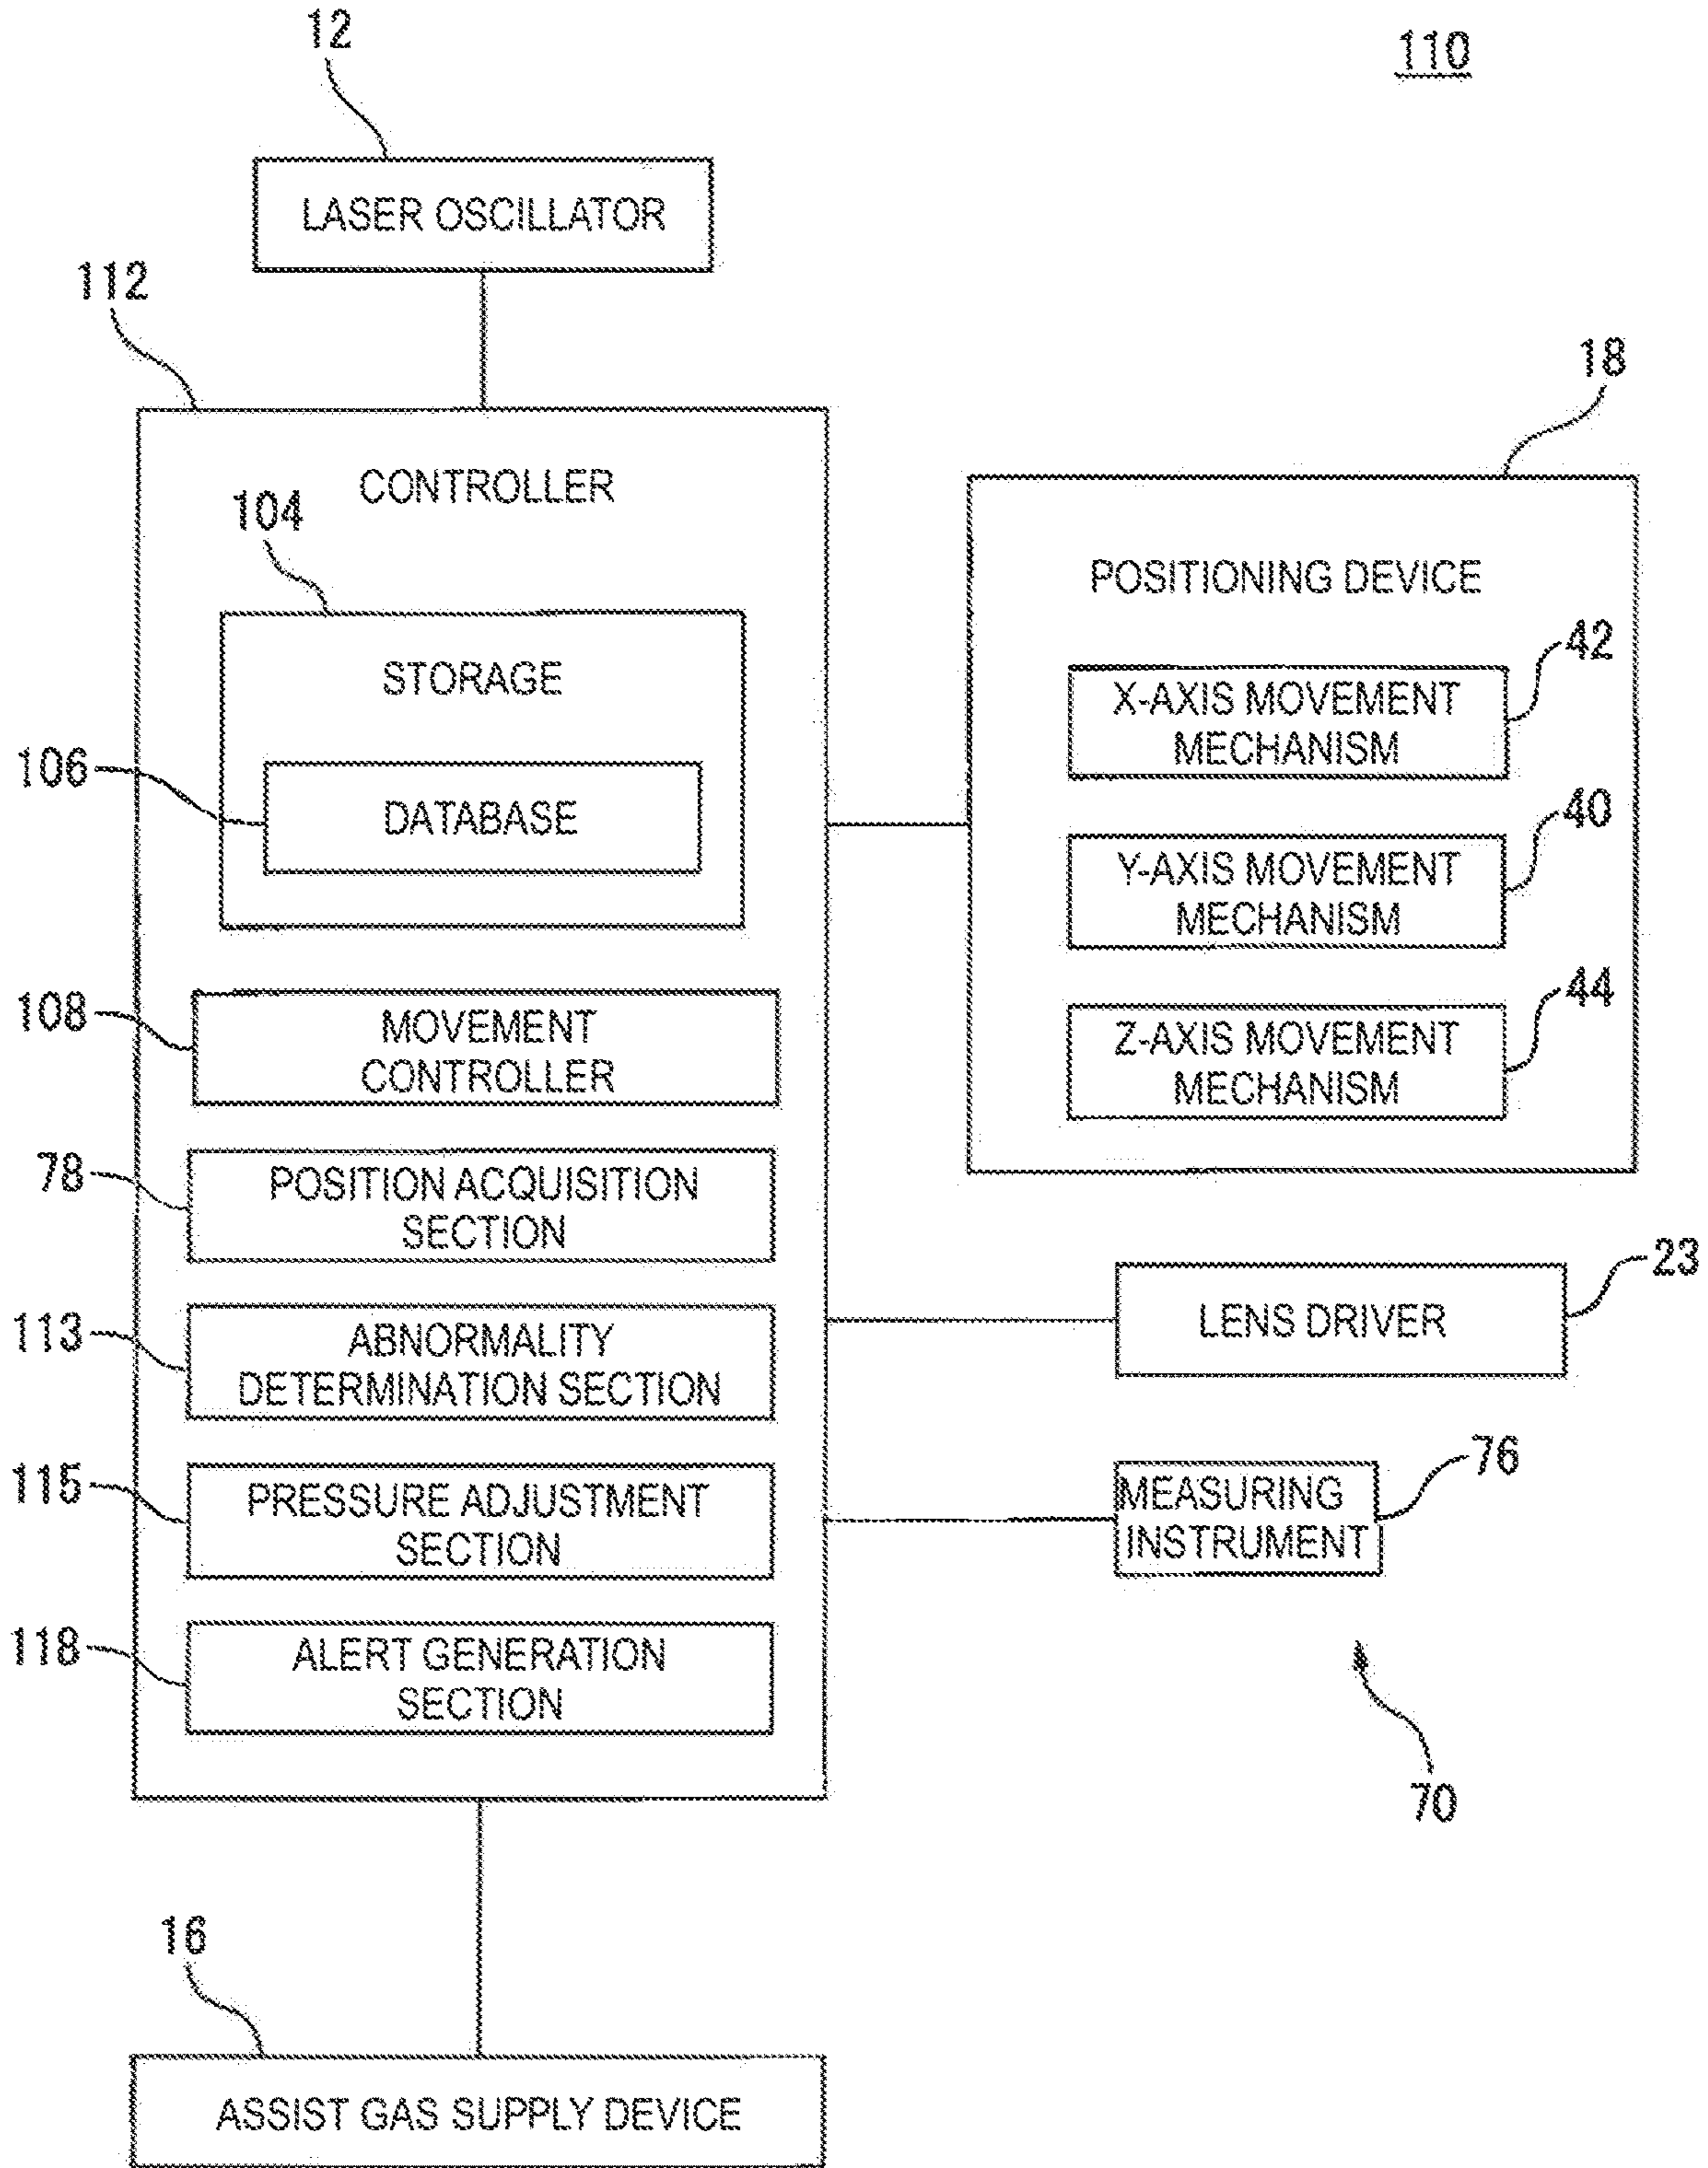 12
110
LASER OSCILLATOR
112
18
CONTROLLER
104
POSITIONING DEVICE
STORAGE
42
X-AXIS MOVEMENT
MECHANISM
106
DATABASE
40
Y-AXIS MOVEMENT
MECHANISM
108
MOVEMENT
CONTROLLER
44
Z-AXIS MOVEMENT
MECHANISM
78
POSITION ACQUISITION
SECTION
23
LENS DRIVER
113
ABNORMALITY
DETERMINATION SECTION
76
MEASURING
INSTRUMENT
115
PRESSURE ADJUSTMENT
SECTION
118
ALERT GENERATION
SECTION
70
16
ASSIST GAS SUPPLY DEVICE